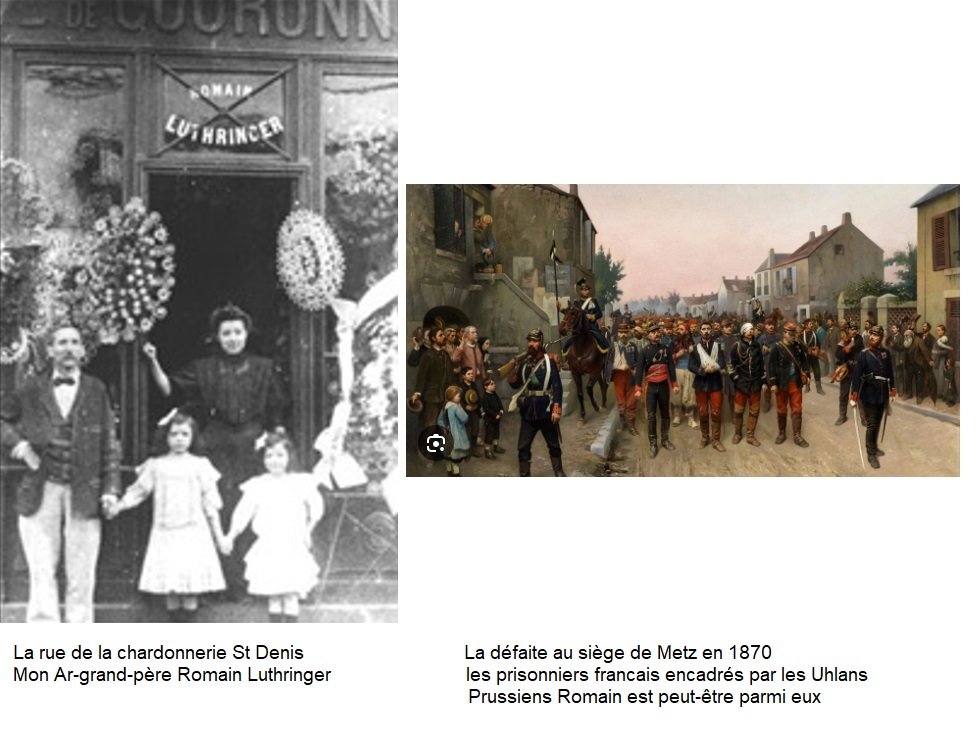 DE COURONN
ROMAIN
LUTHRINGER
La rue de la chardonnerie St Denis
Mon Ar-grand-père Romain Luthringer
La défaite au siège de Metz en 1870
les prisonniers francais encadrés par les Uhlans
Prussiens Romain est peut-être parmi eux